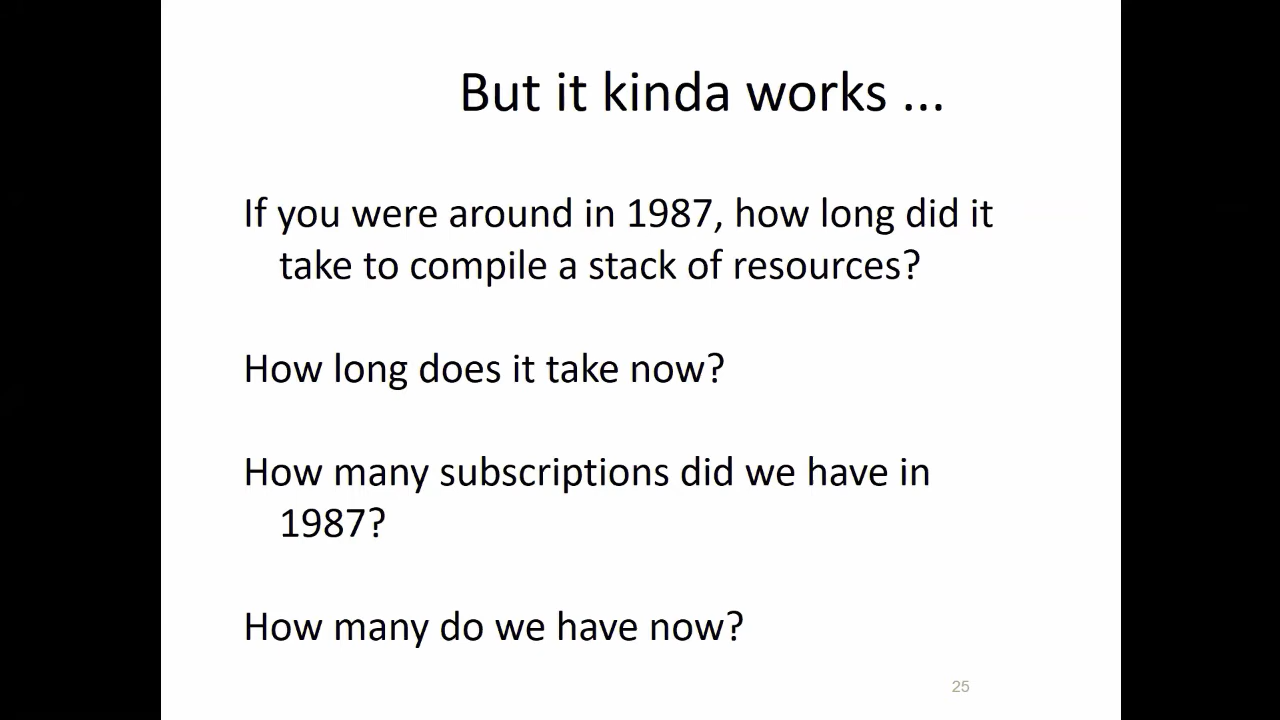 But it kinda works ...
If you were around in 1987, how long did it
take to compile a stack of resources?
How long does it take now?
How many subscriptions did we have in
1987?
How many do we have now?
25